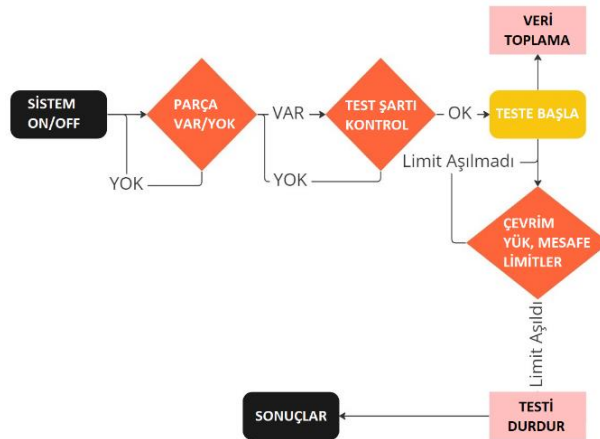 VERİ
TOPLAMA
SİSTEM
ON/OFF
PARÇA
VAR/YOK
VAR
TEST ŞARTI
KONTROL
OK
TESTE BAŞLA
YOK
YOK
Limit Aşılmadı
ÇEVRİM
YÜK, MESAFE
LİMİTLER
Limit Aşıldı
SONUÇLAR
TESTİ
DURDUR